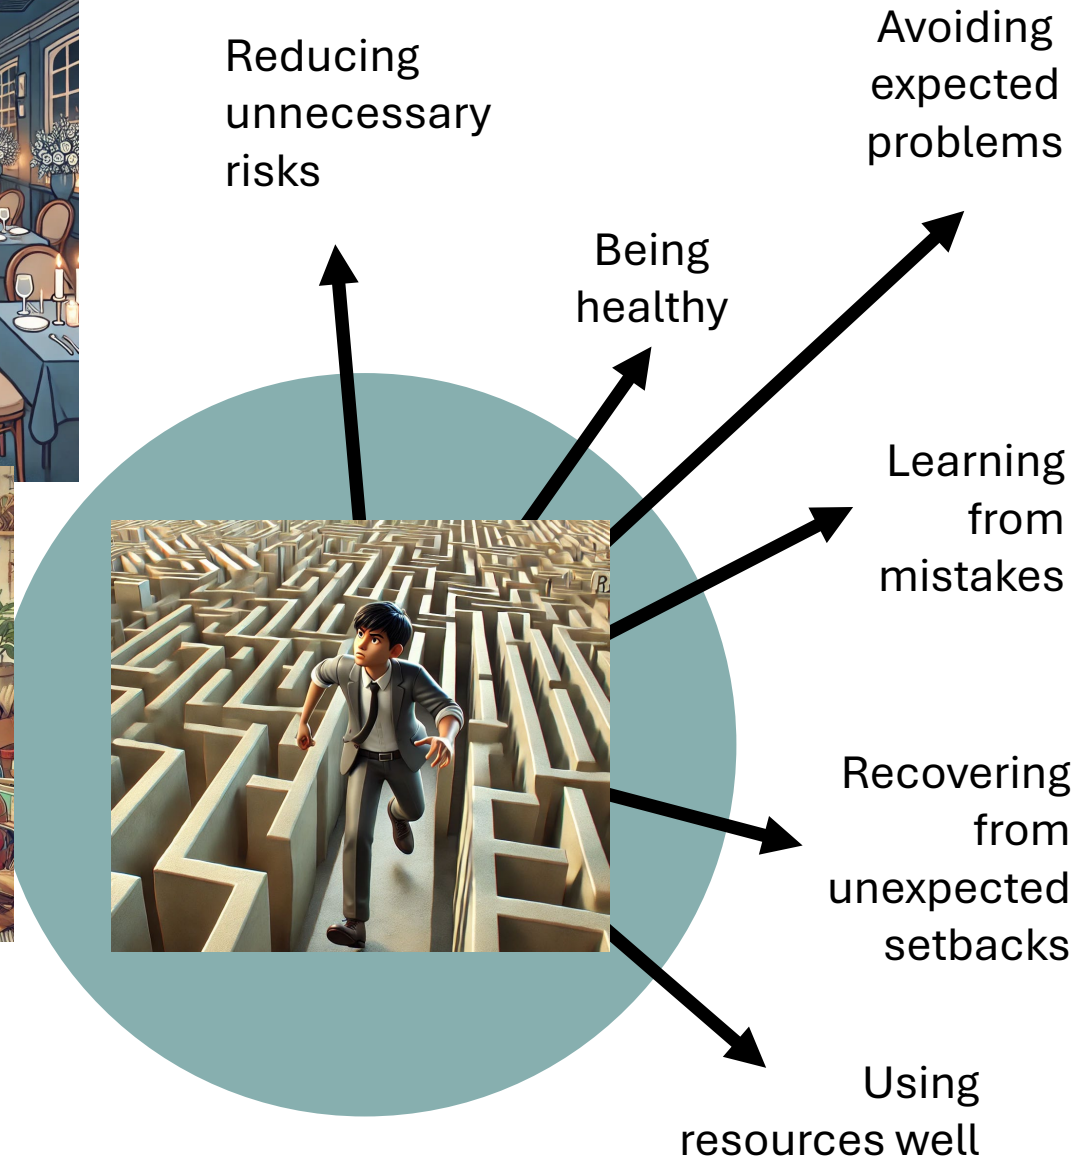 Reducing
unnecessary
risks
Avoiding
expected
problems
Being
healthy
Learning
from
mistakes
Recovering
from
unexpected
setbacks
Using
resources well